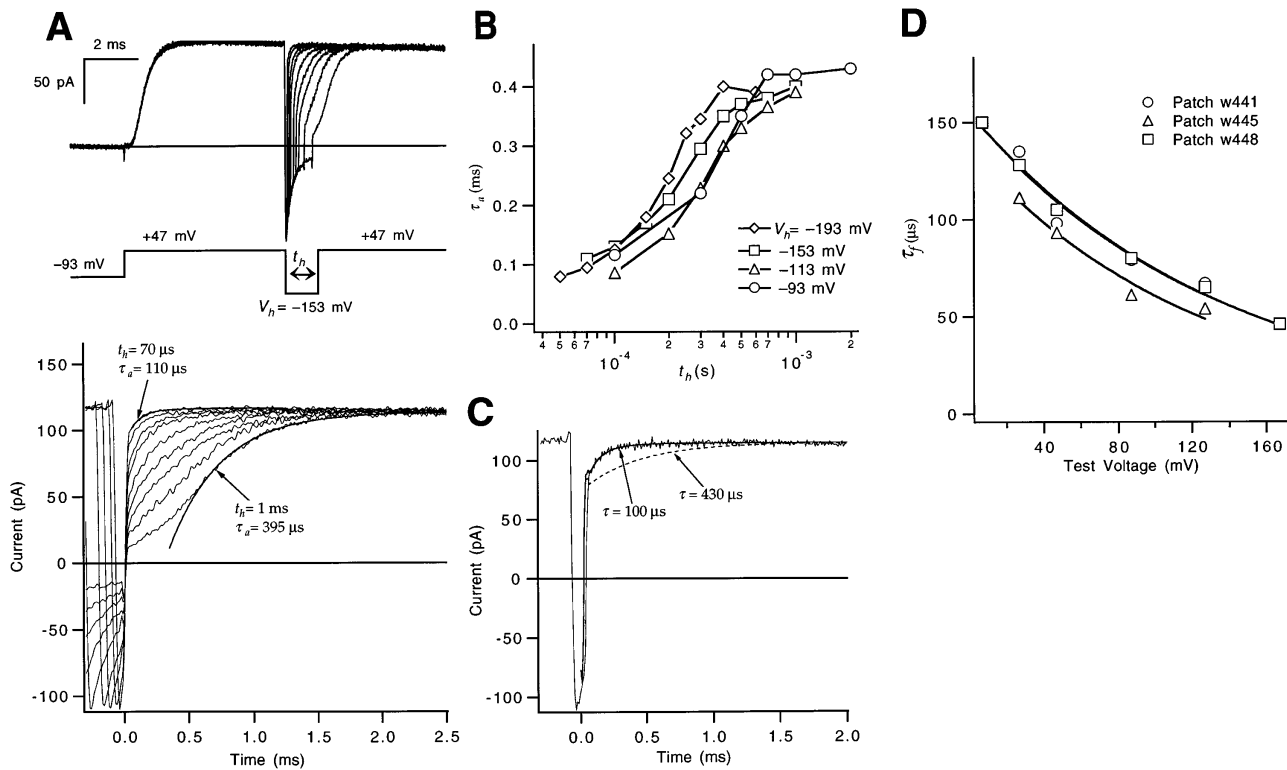 A
2 ms
50 pA
+47 mV
+47 mV
−93 mV
t_h
V_h = −153 mV
t_h = 70 µs
τ_a = 110 µs
150
100
50
0
-50
-100
Current (pA)
t_h = 1 ms
τ_a = 395 µs
0.0 0.5 1.0 1.5 2.0 2.5
Time (ms)
B
0.4
0.3
0.2
0.1
0.0
τ_a (ms)
V_h = −193 mV
−153 mV
−113 mV
−93 mV
4 5 6 7 2 3 4 5 6 7 2
10^-4 10^-3
t_h (s)
C
100
50
0
-50
-100
Current (pA)
τ = 430 µs
τ = 100 µs
0.0 0.5 1.0 1.5 2.0
Time (ms)
D
150
100
50
0
τ_f (µs)
Patch w441
Patch w445
Patch w448
40 80 120 160
Test Voltage (mV)